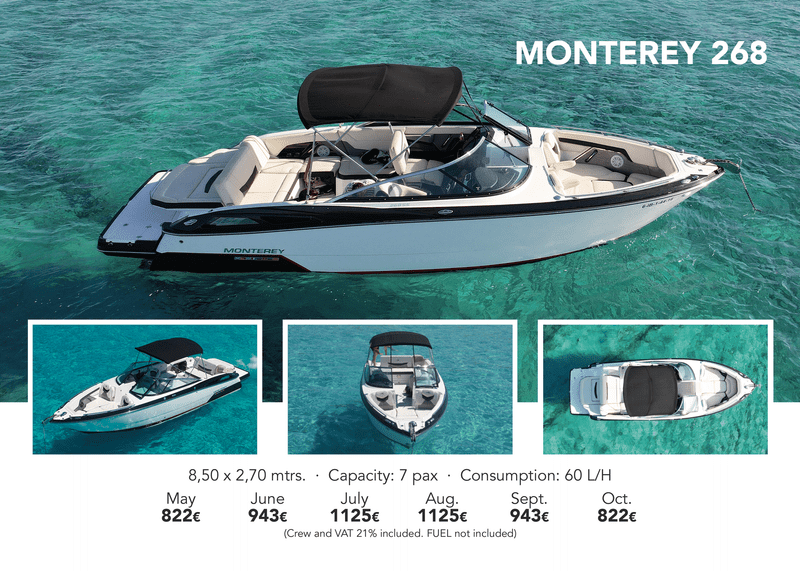 MONTEREY 268
MONTEREY
8,50 x 2,70 mtrs. · Capacity: 7 pax · Consumption: 60 L/H
May June July Aug. Sept. Oct.
822€ 943€ 1125€ 1125€ 943€ 822€
(Crew and VAT 21% included. FUEL not included)